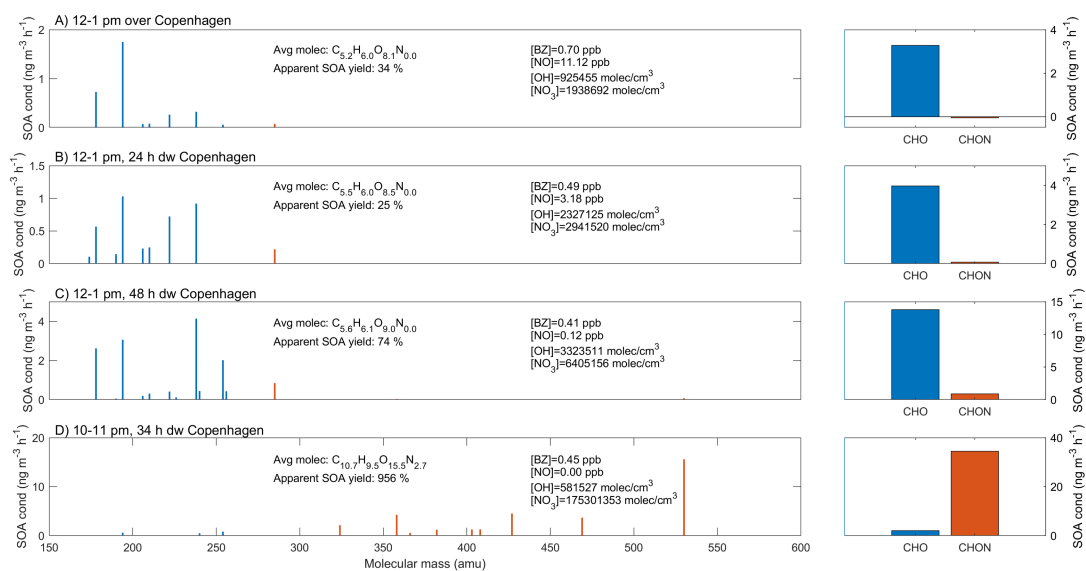 A) 12-1 pm over Copenhagen
SOA cond (ng m⁻³ h⁻¹)
2
1
0
Avg molec: C₅.₂H₆.₀O₈.₁N₀.₀
Apparent SOA yield: 34 %
[BZ]=0.70 ppb
[NO]=11.12 ppb
[OH]=925455 molec/cm³
[NO₃]=1938692 molec/cm³
4
2
0
SOA cond (ng m⁻³ h⁻¹)
CHO CHON
B) 12-1 pm, 24 h dw Copenhagen
SOA cond (ng m⁻³ h⁻¹)
1.5
1
0.5
0
Avg molec: C₅.₅H₆.₀O₈.₅N₀.₀
Apparent SOA yield: 25 %
[BZ]=0.49 ppb
[NO]=3.18 ppb
[OH]=2327125 molec/cm³
[NO₃]=2941520 molec/cm³
4
2
0
SOA cond (ng m⁻³ h⁻¹)
CHO CHON
C) 12-1 pm, 48 h dw Copenhagen
SOA cond (ng m⁻³ h⁻¹)
4
2
0
Avg molec: C₅.₆H₆.₁O₉.₀N₀.₀
Apparent SOA yield: 74 %
[BZ]=0.41 ppb
[NO]=0.12 ppb
[OH]=3323511 molec/cm³
[NO₃]=6405156 molec/cm³
15
10
5
0
SOA cond (ng m⁻³ h⁻¹)
CHO CHON
D) 10-11 pm, 34 h dw Copenhagen
SOA cond (ng m⁻³ h⁻¹)
20
10
0
Avg molec: C₁₀.₇H₉.₅O₁₅.₅N₂.₇
Apparent SOA yield: 956 %
[BZ]=0.45 ppb
[NO]=0.00 ppb
[OH]=581527 molec/cm³
[NO₃]=175301353 molec/cm³
150 200 250 300 350 400 450 500 550 600
Molecular mass (amu)
40
20
0
SOA cond (ng m⁻³ h⁻¹)
CHO CHON